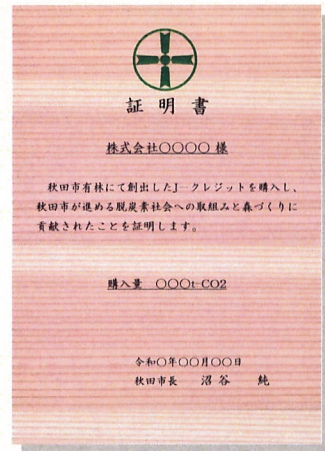 証明書
株式会社〇〇〇〇 様
秋田市有林にて創出したJ－クレジットを購入し、
秋田市が進める脱炭素社会への取組みと森づくりに
貢献されたことを証明します。
購入量 〇〇〇t-CO2
令和〇年〇〇月〇〇日
秋田市長 沼谷 純